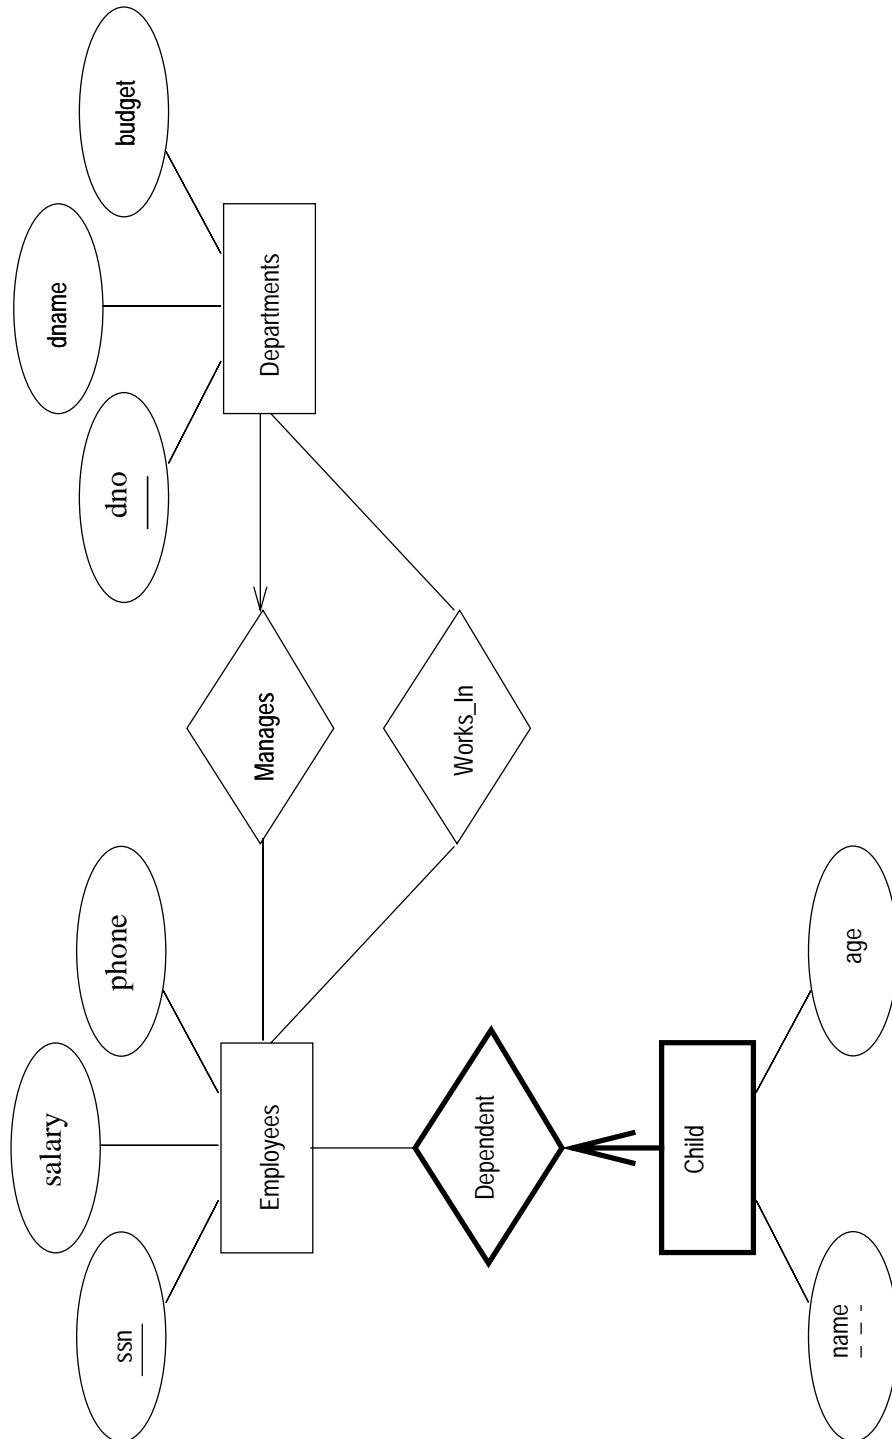 salary
dname
ssn
phone
dno
budget
Employees
Manages
Departments
Dependent
Works_In
Child
name
age